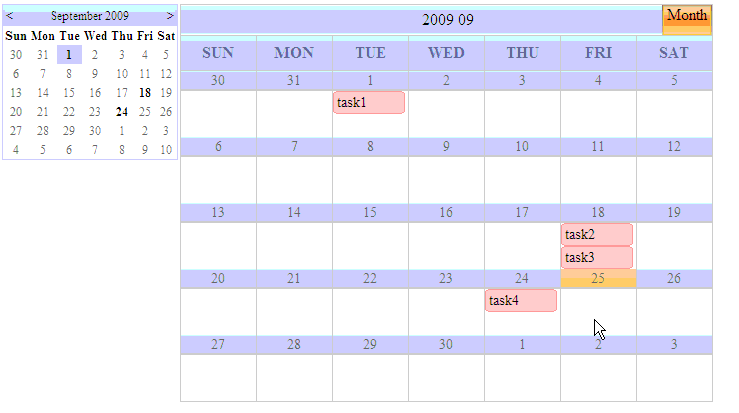 < September 2009 >
Sun Mon Tue Wed Thu Fri Sat
30 31 1 2 3 4 5
6 7 8 9 10 11 12
13 14 15 16 17 18 19
20 21 22 23 24 25 26
27 28 29 30 1 2 3
4 5 6 7 8 9 10
2009 09
Month
SUN MON TUE WED THU FRI SAT
30 31 1 2 3 4 5
task1
6 7 8 9 10 11 12
13 14 15 16 17 18 19
task2
task3
20 21 22 23 24 25 26
task4
27 28 29 30 1 2 3